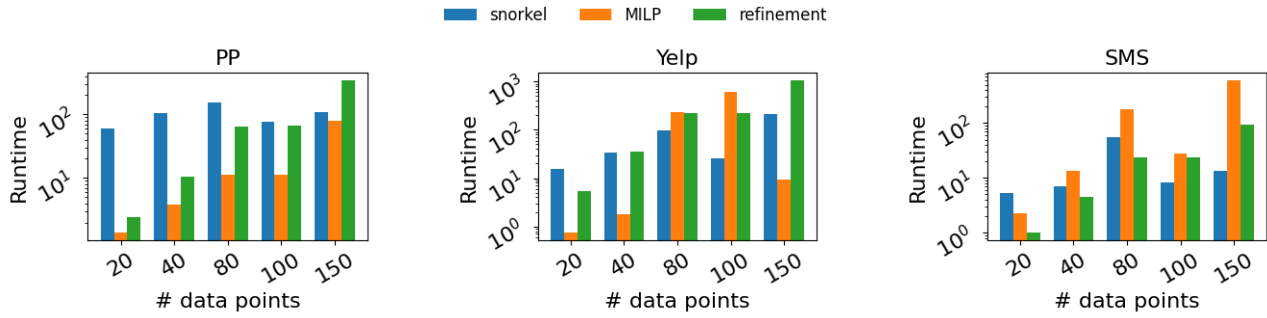 snorkel MILP refinement
PP
Runtime
10²
10¹
20 40 80 100 150
# data points
Yelp
Runtime
10³
10²
10¹
10⁰
20 40 80 100 150
# data points
SMS
Runtime
10²
10¹
10⁰
20 40 80 100 150
# data points